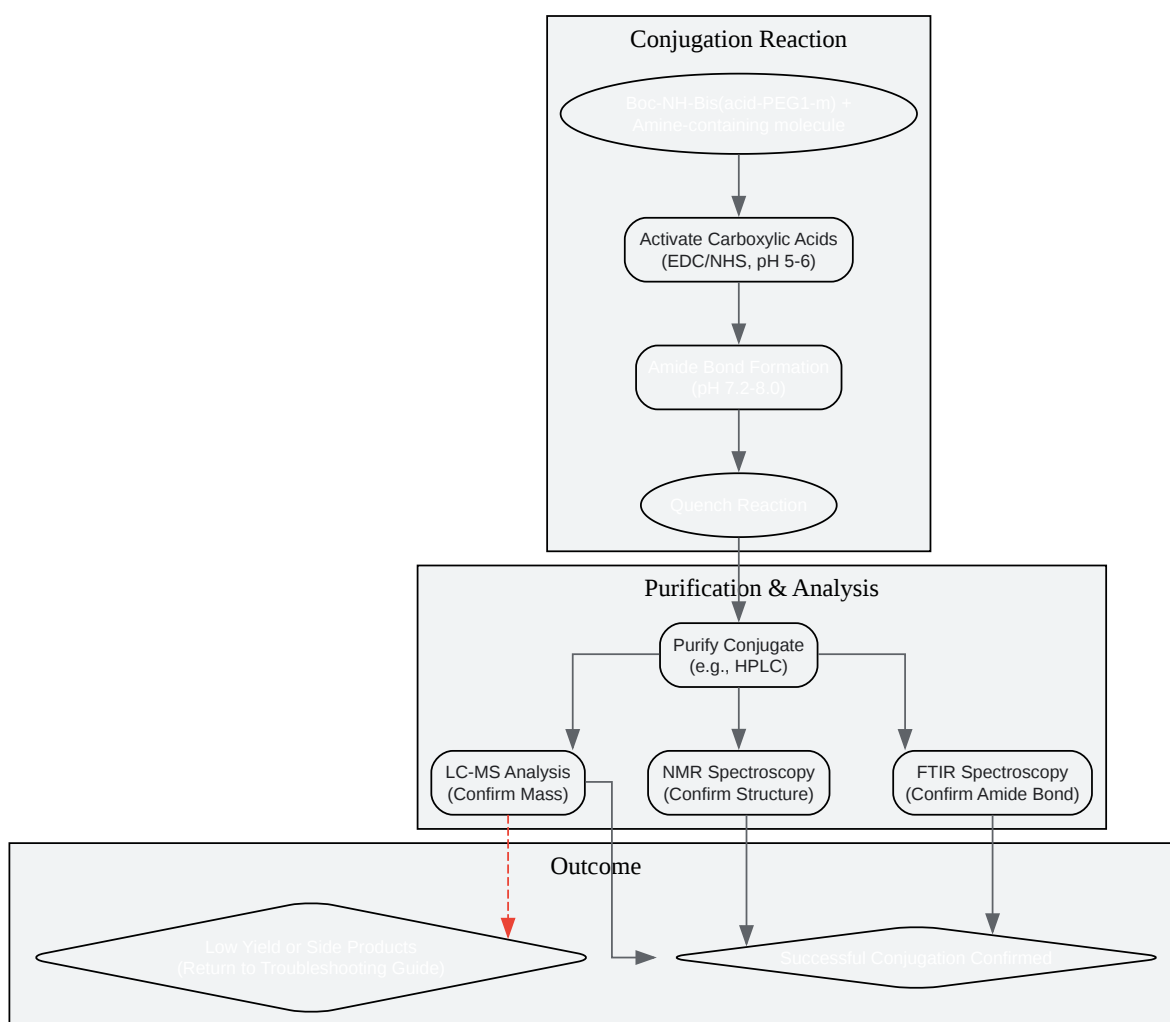 Conjugation Reaction
Boc-NH-Bis(acid-PEG1-m) +
Amine-containing molecule
Activate Carboxylic Acids
(EDC/NHS, pH 5-6)
Amide Bond Formation
(pH 7.2-8.0)
Quench Reaction
Purification & Analysis
Purify Conjugate
(e.g., HPLC)
LC-MS Analysis
(Confirm Mass)
NMR Spectroscopy
(Confirm Structure)
FTIR Spectroscopy
(Confirm Amide Bond)
Outcome
Low Yield or Side Products
(Return to Troubleshooting Guide)
Successful Conjugation Confirmed